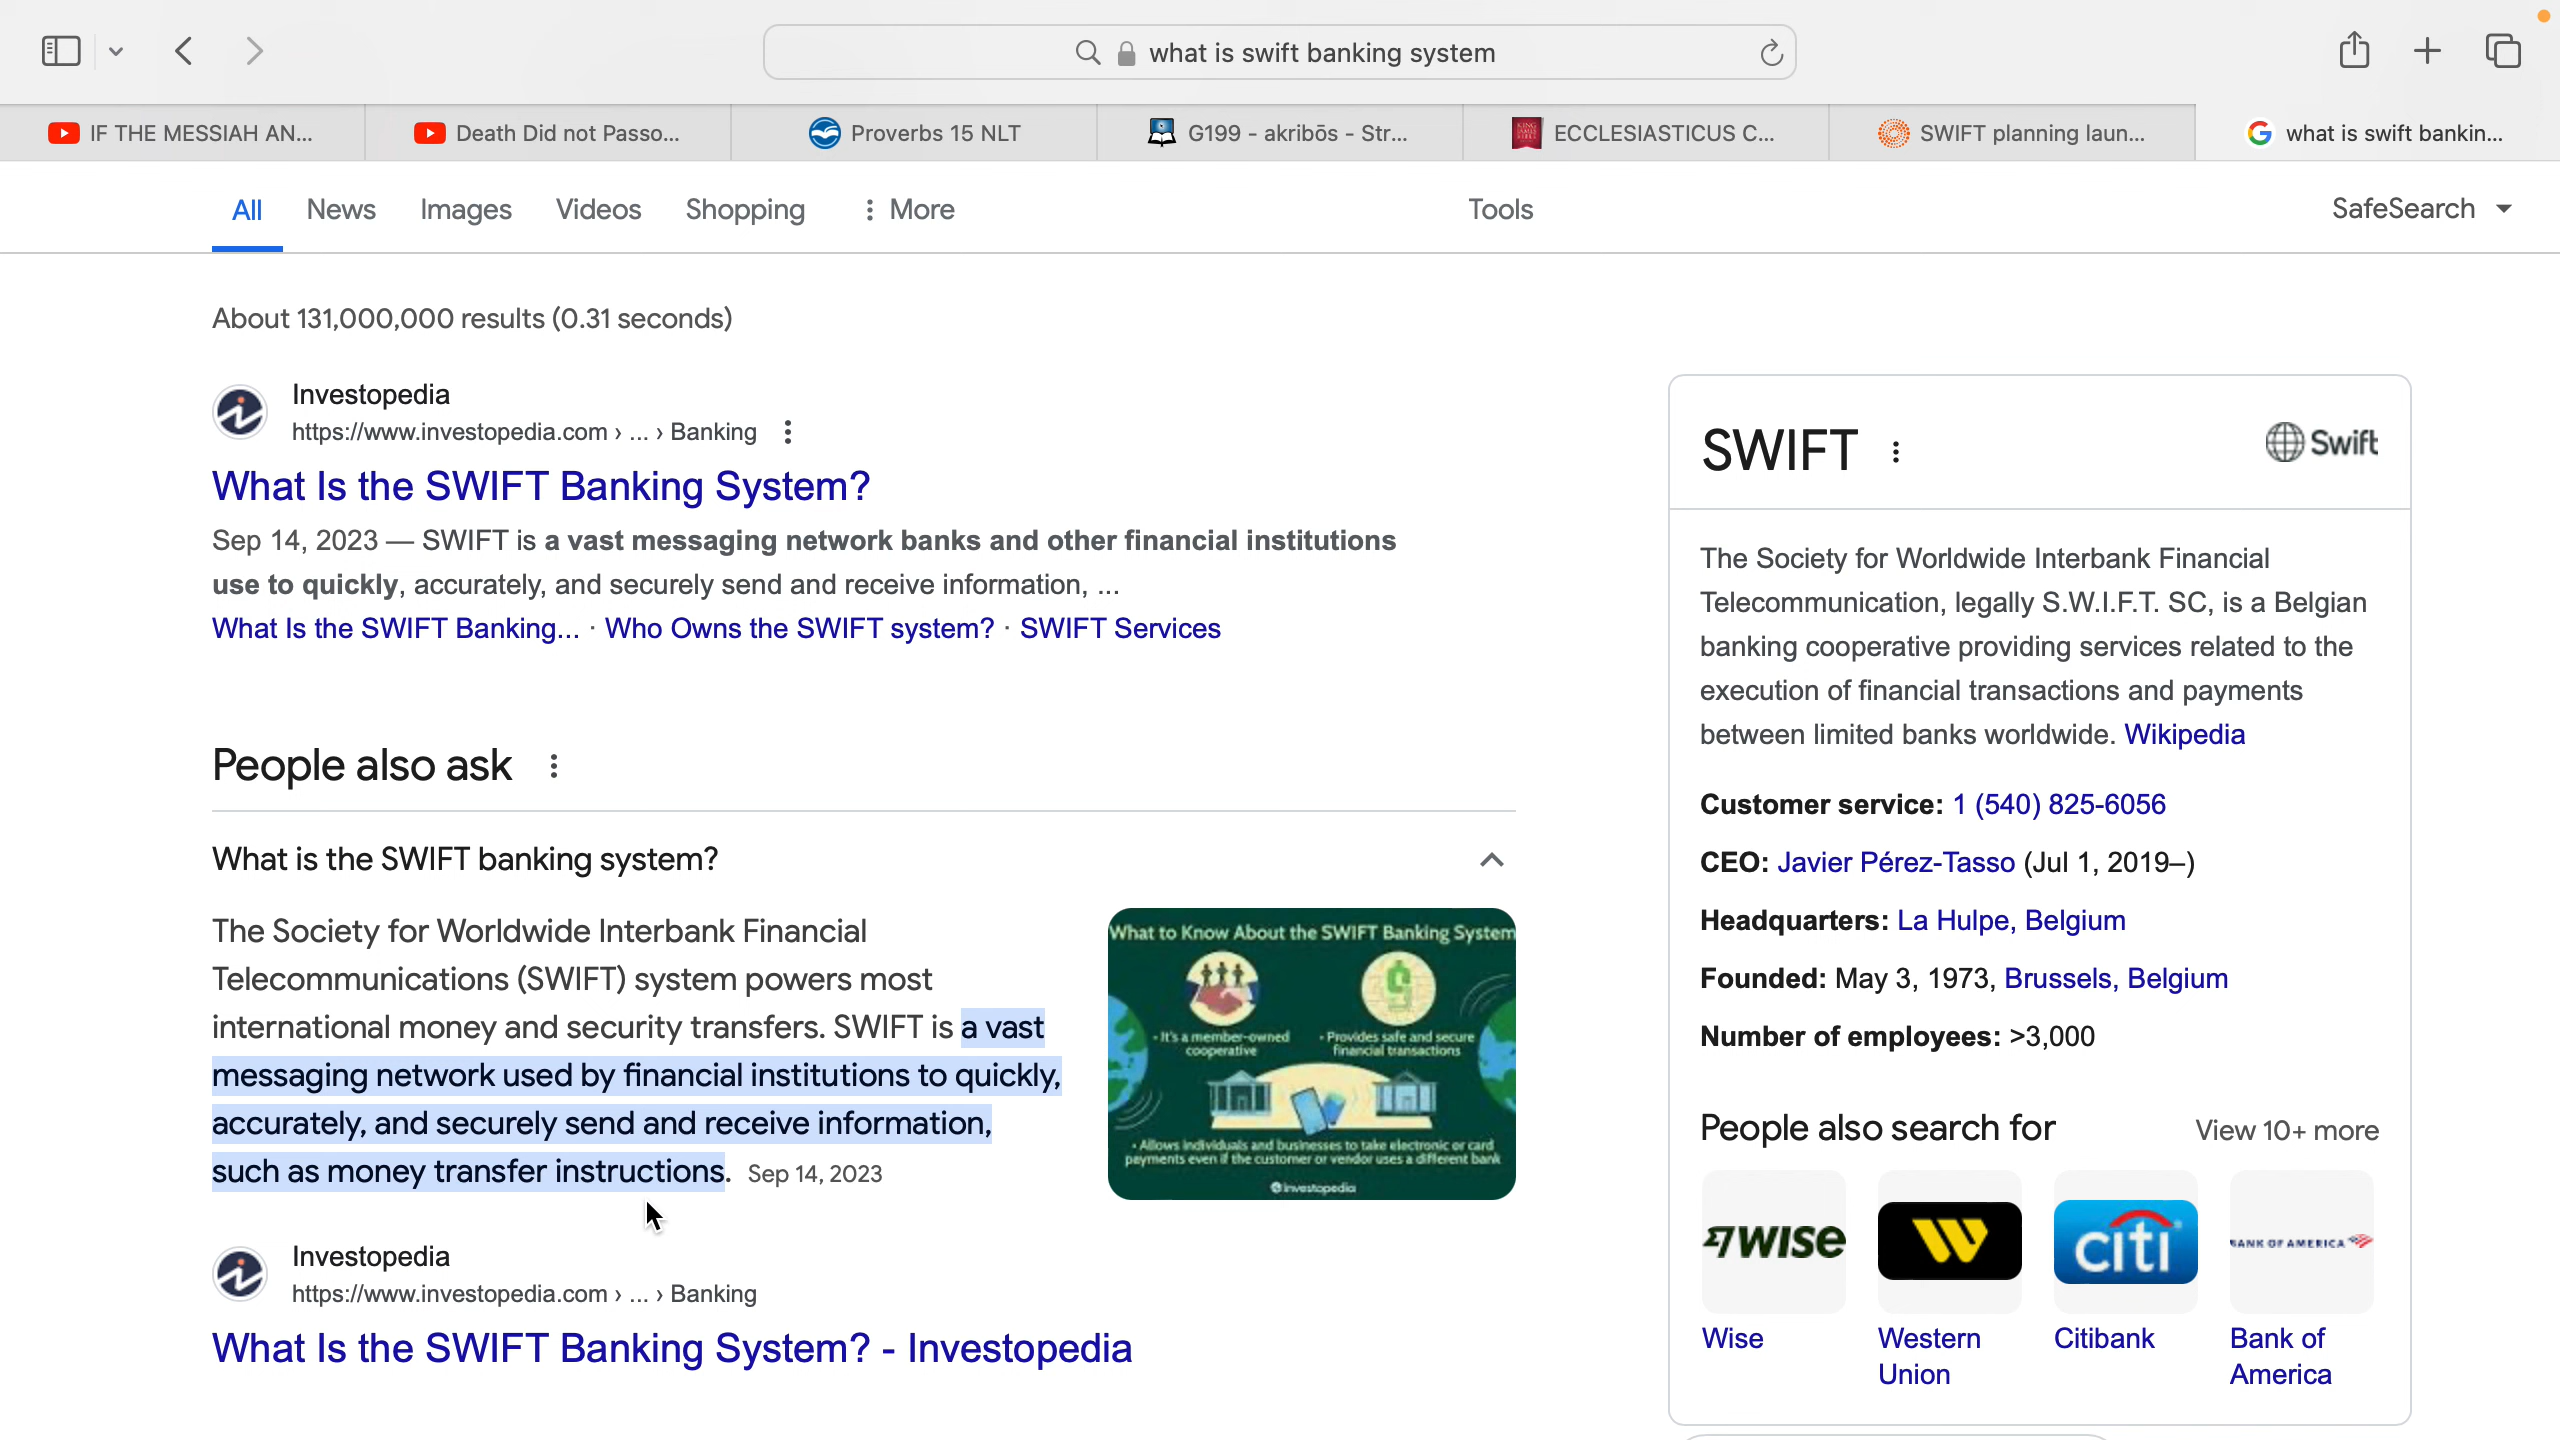 what is swift banking system
IF THE MESSIAH AN...
Death Did not Passo...
Proverbs 15 NLT
G199 - akribōs - Str...
ECCLESIASTICUS C...
SWIFT planning laun...
what is swift bankin...
All
News
Images
Videos
Shopping
More
Tools
SafeSearch
About 131,000,000 results (0.31 seconds)
Investopedia
https://www.investopedia.com › ... › Banking
What Is the SWIFT Banking System?
Sep 14, 2023 — SWIFT is a vast messaging network banks and other financial institutions
use to quickly, accurately, and securely send and receive information, ...
What Is the SWIFT Banking... · Who Owns the SWIFT system? · SWIFT Services
People also ask
What is the SWIFT banking system?
The Society for Worldwide Interbank Financial
Telecommunications (SWIFT) system powers most
international money and security transfers. SWIFT is a vast
messaging network used by financial institutions to quickly,
accurately, and securely send and receive information,
such as money transfer instructions. Sep 14, 2023
What to Know About the SWIFT Banking System
- It's a member-owned
cooperative
- Provides safe and secure
financial transactions
- Allows individuals and businesses to take electronic or card
payments even if the customer or vendor uses a different bank
Investopedia
Investopedia
https://www.investopedia.com › ... › Banking
What Is the SWIFT Banking System? - Investopedia
SWIFT
Swift
The Society for Worldwide Interbank Financial
Telecommunication, legally S.W.I.F.T. SC, is a Belgian
banking cooperative providing services related to the
execution of financial transactions and payments
between limited banks worldwide. Wikipedia
Customer service: 1 (540) 825-6056
CEO: Javier Pérez-Tasso (Jul 1, 2019–)
Headquarters: La Hulpe, Belgium
Founded: May 3, 1973, Brussels, Belgium
Number of employees: >3,000
People also search for
View 10+ more
WISE
W
citi
BANK OF AMERICA
Wise
Western
Union
Citibank
Bank of
America